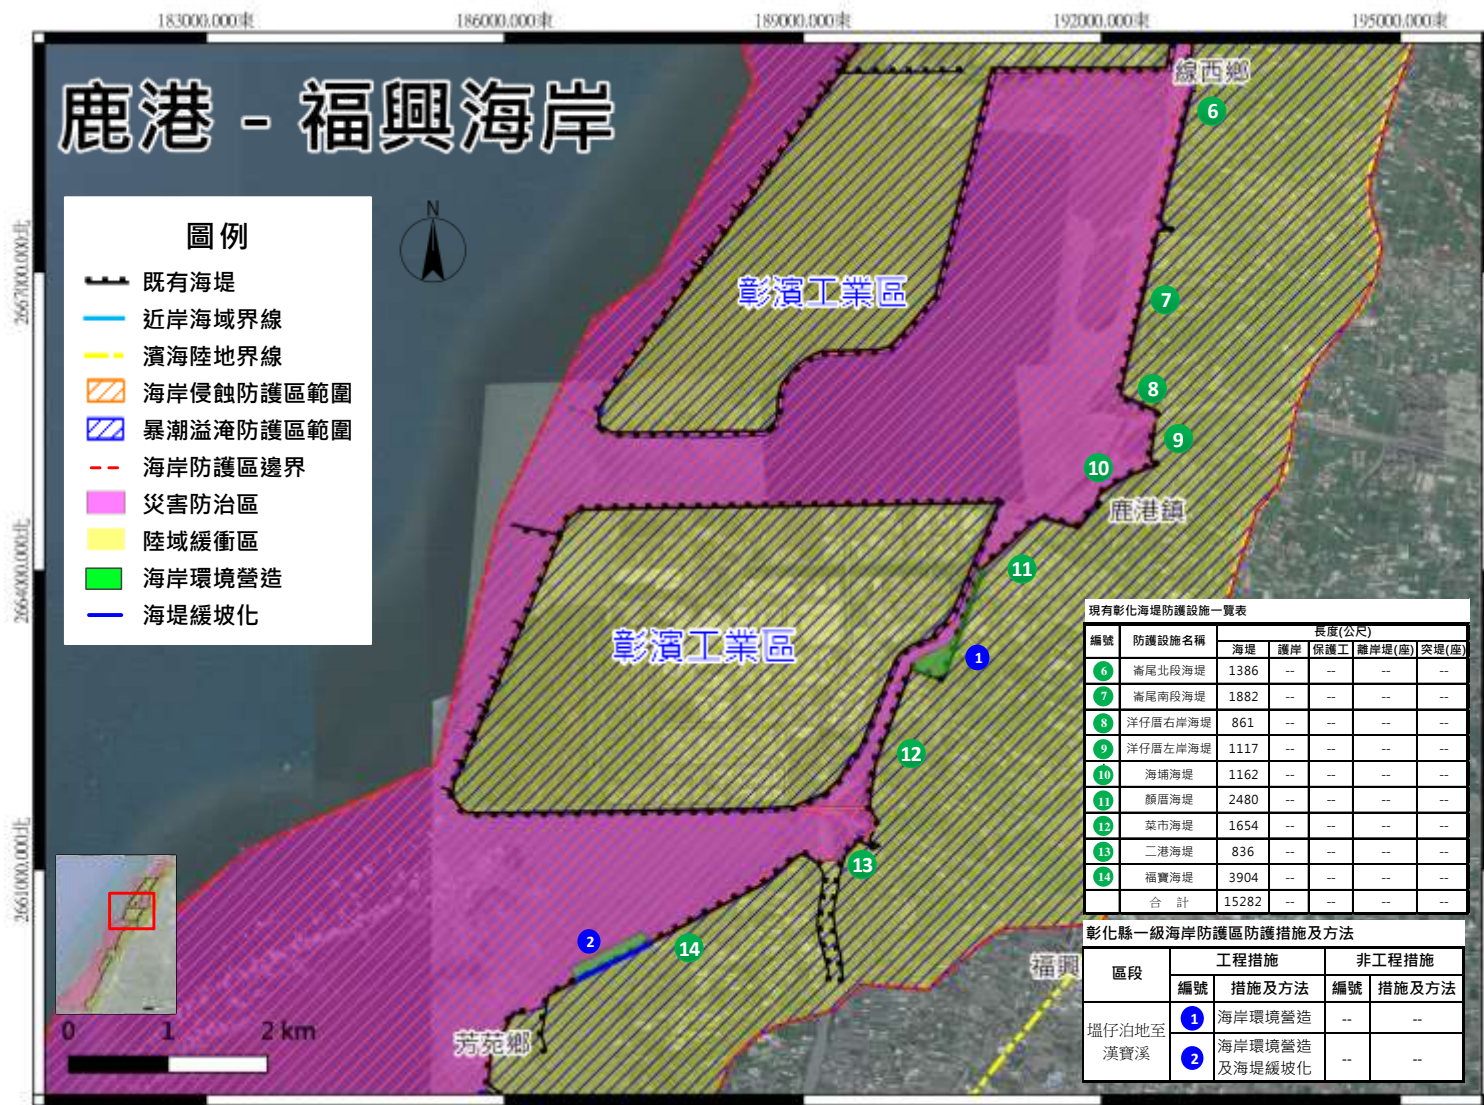 183000.000東
186000.000東
189000.000東
192000.000東
195000.000東
2667000.000北
2664000.000北
2661000.000北
鹿港 - 福興海岸
N
圖例
既有海堤
近岸海域界線
濱海陸地界線
海岸侵蝕防護區範圍
暴潮溢淹防護區範圍
海岸防護區邊界
災害防治區
陸域緩衝區
海岸環境營造
海堤緩坡化
線西鄉
6
彰濱工業區
7
8
9
10
鹿港鎮
11
彰濱工業區
1
12
13
2
14
福興
芳苑鄉
0 1 2 km
現有彰化海堤防護設施一覽表
編號 防護設施名稱 長度(公尺)
海堤 護岸 保護工 離岸堤(座) 突堤(座)
6 崙尾北段海堤 1386 -- -- -- --
7 崙尾南段海堤 1882 -- -- -- --
8 洋仔厝右岸海堤 861 -- -- -- --
9 洋仔厝左岸海堤 1117 -- -- -- --
10 海埔海堤 1162 -- -- -- --
11 顏厝海堤 2480 -- -- -- --
12 菜市海堤 1654 -- -- -- --
13 二港海堤 836 -- -- -- --
14 福寶海堤 3904 -- -- -- --
合 計 15282 -- -- -- --
彰化縣一級海岸防護區防護措施及方法
區段 工程措施 非工程措施
編號 措施及方法 編號 措施及方法
塭仔泊地至
漢寶溪
1 海岸環境營造 -- --
2 海岸環境營造
及海堤緩坡化 -- --